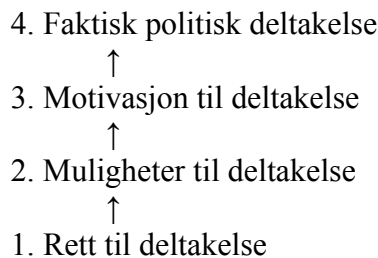 4. Faktisk politisk deltakelse
↑
3. Motivasjon til deltakelse
↑
2. Muligheter til deltakelse
↑
1. Rett til deltakelse